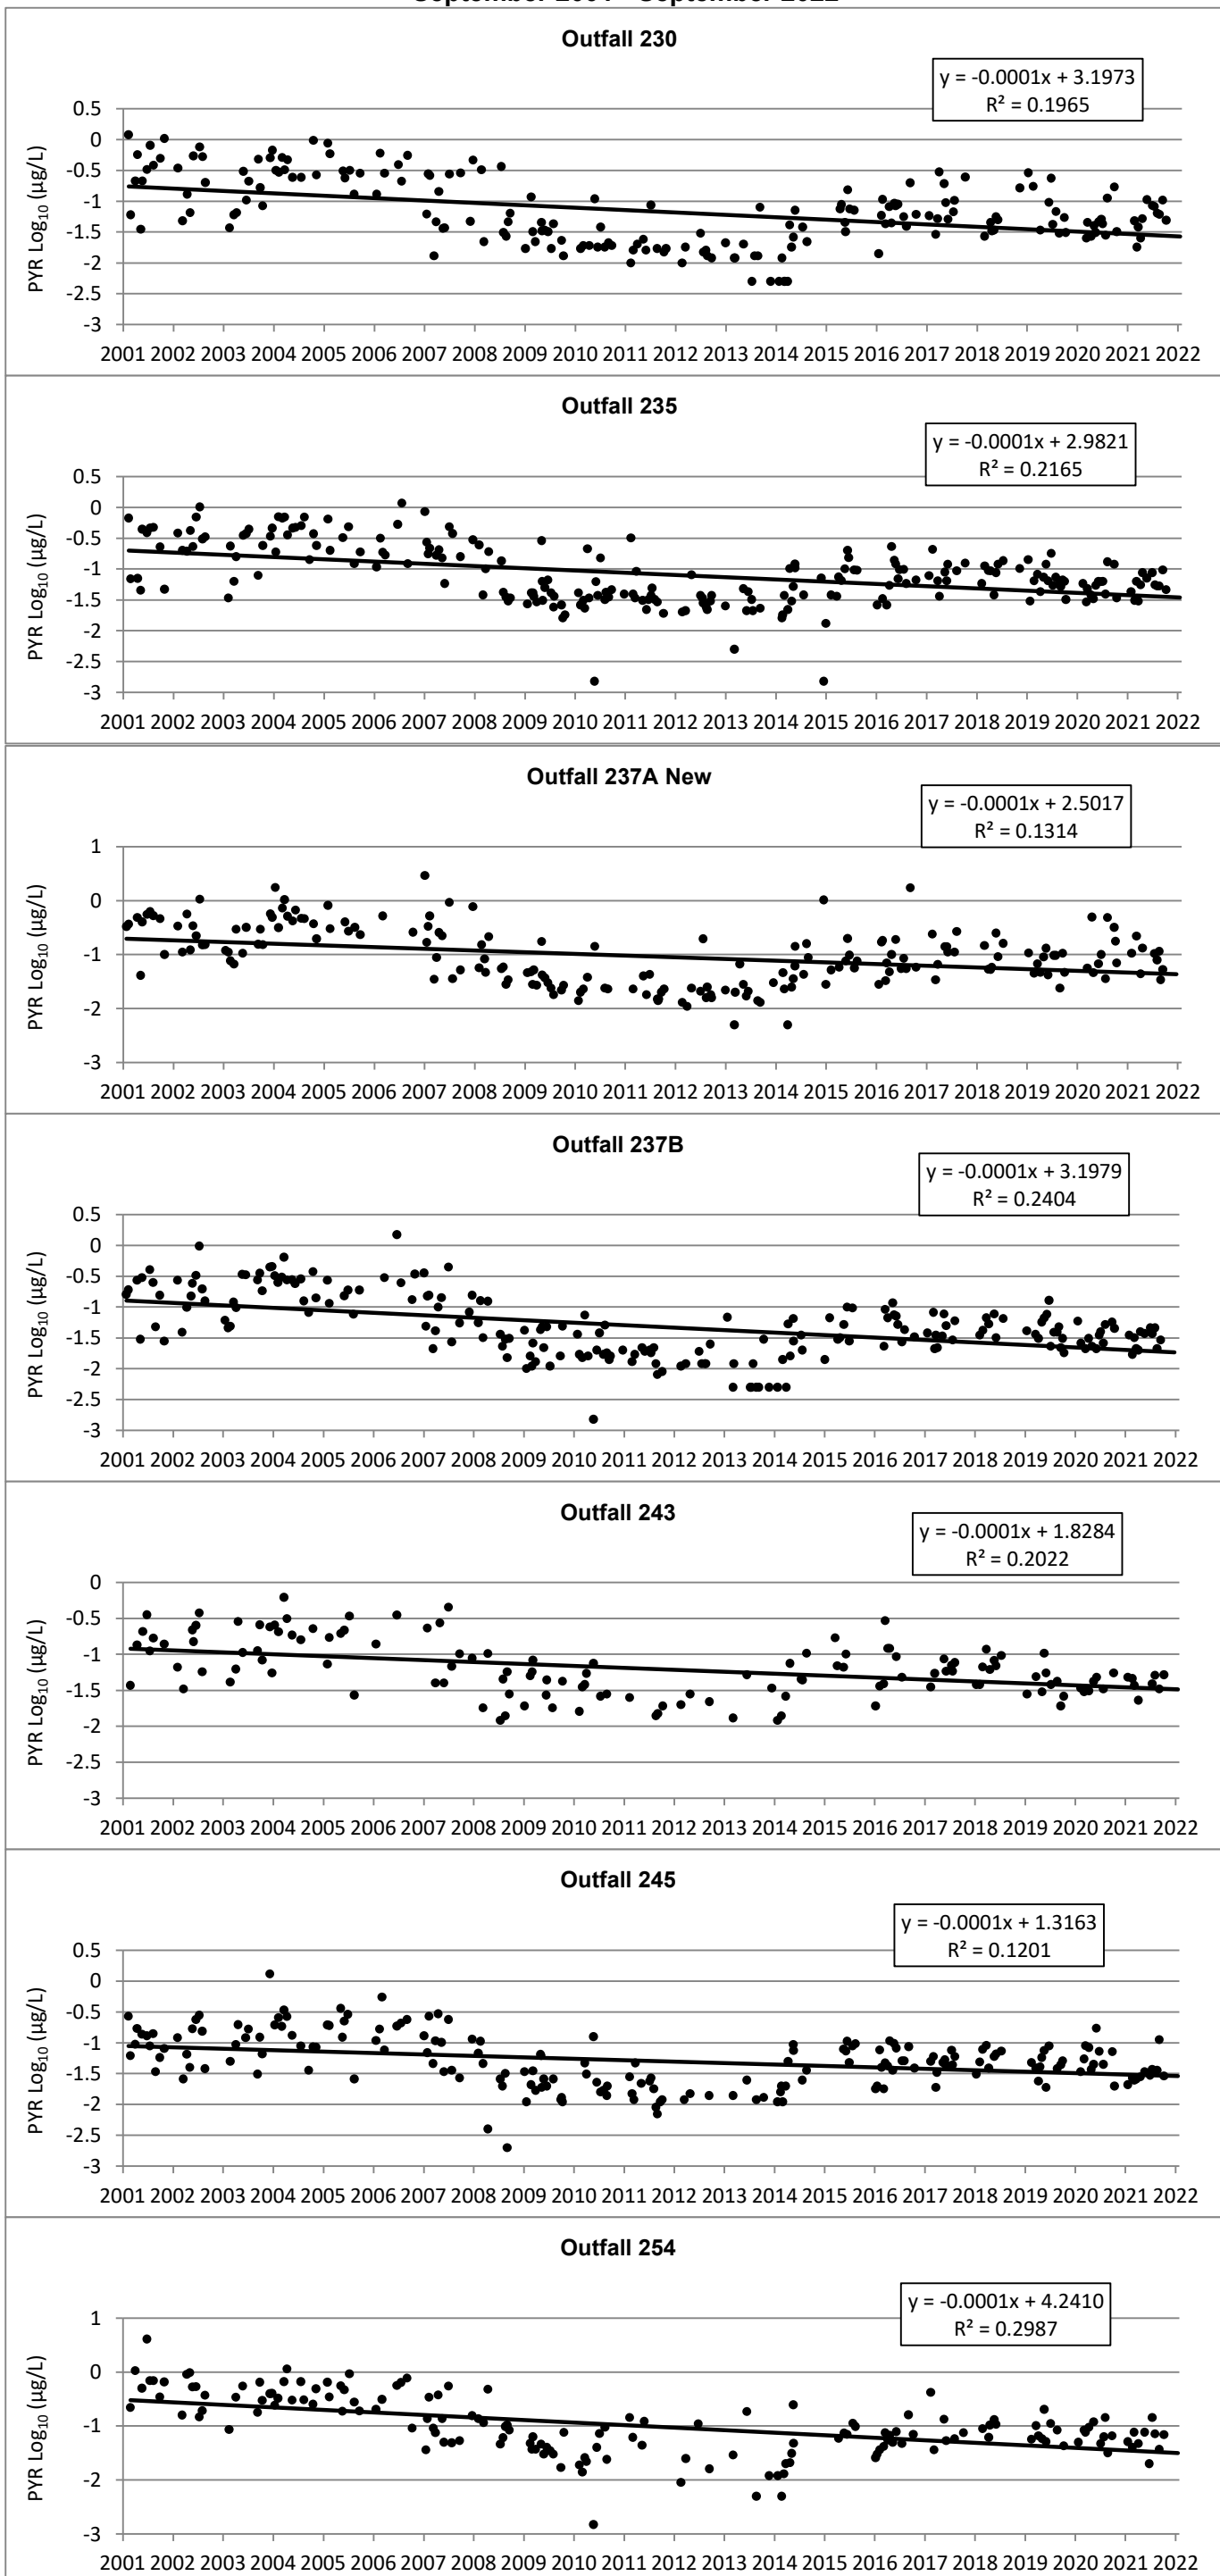 September - September 2022
Outfall 230
y = -0.0001x + 3.1973
R² = 0.1965
PYR Log₁₀ (µg/L)
0.5
0
-0.5
-1
-1.5
-2
-2.5
-3
2001 2002 2003 2004 2005 2006 2007 2008 2009 2010 2011 2012 2013 2014 2015 2016 2017 2018 2019 2020 2021 2022
Outfall 235
y = -0.0001x + 2.9821
R² = 0.2165
PYR Log₁₀ (µg/L)
0.5
0
-0.5
-1
-1.5
-2
-2.5
-3
2001 2002 2003 2004 2005 2006 2007 2008 2009 2010 2011 2012 2013 2014 2015 2016 2017 2018 2019 2020 2021 2022
Outfall 237A New
y = -0.0001x + 2.5017
R² = 0.1314
PYR Log₁₀ (µg/L)
1
0
-1
-2
-3
2001 2002 2003 2004 2005 2006 2007 2008 2009 2010 2011 2012 2013 2014 2015 2016 2017 2018 2019 2020 2021 2022
Outfall 237B
y = -0.0001x + 3.1979
R² = 0.2404
PYR Log₁₀ (µg/L)
0.5
0
-0.5
-1
-1.5
-2
-2.5
-3
2001 2002 2003 2004 2005 2006 2007 2008 2009 2010 2011 2012 2013 2014 2015 2016 2017 2018 2019 2020 2021 2022
Outfall 243
y = -0.0001x + 1.8284
R² = 0.2022
PYR Log₁₀ (µg/L)
0
-0.5
-1
-1.5
-2
-2.5
-3
2001 2002 2003 2004 2005 2006 2007 2008 2009 2010 2011 2012 2013 2014 2015 2016 2017 2018 2019 2020 2021 2022
Outfall 245
y = -0.0001x + 1.3163
R² = 0.1201
PYR Log₁₀ (µg/L)
0.5
0
-0.5
-1
-1.5
-2
-2.5
-3
2001 2002 2003 2004 2005 2006 2007 2008 2009 2010 2011 2012 2013 2014 2015 2016 2017 2018 2019 2020 2021 2022
Outfall 254
y = -0.0001x + 4.2410
R² = 0.2987
PYR Log₁₀ (µg/L)
1
0
-1
-2
-3
2001 2002 2003 2004 2005 2006 2007 2008 2009 2010 2011 2012 2013 2014 2015 2016 2017 2018 2019 2020 2021 2022